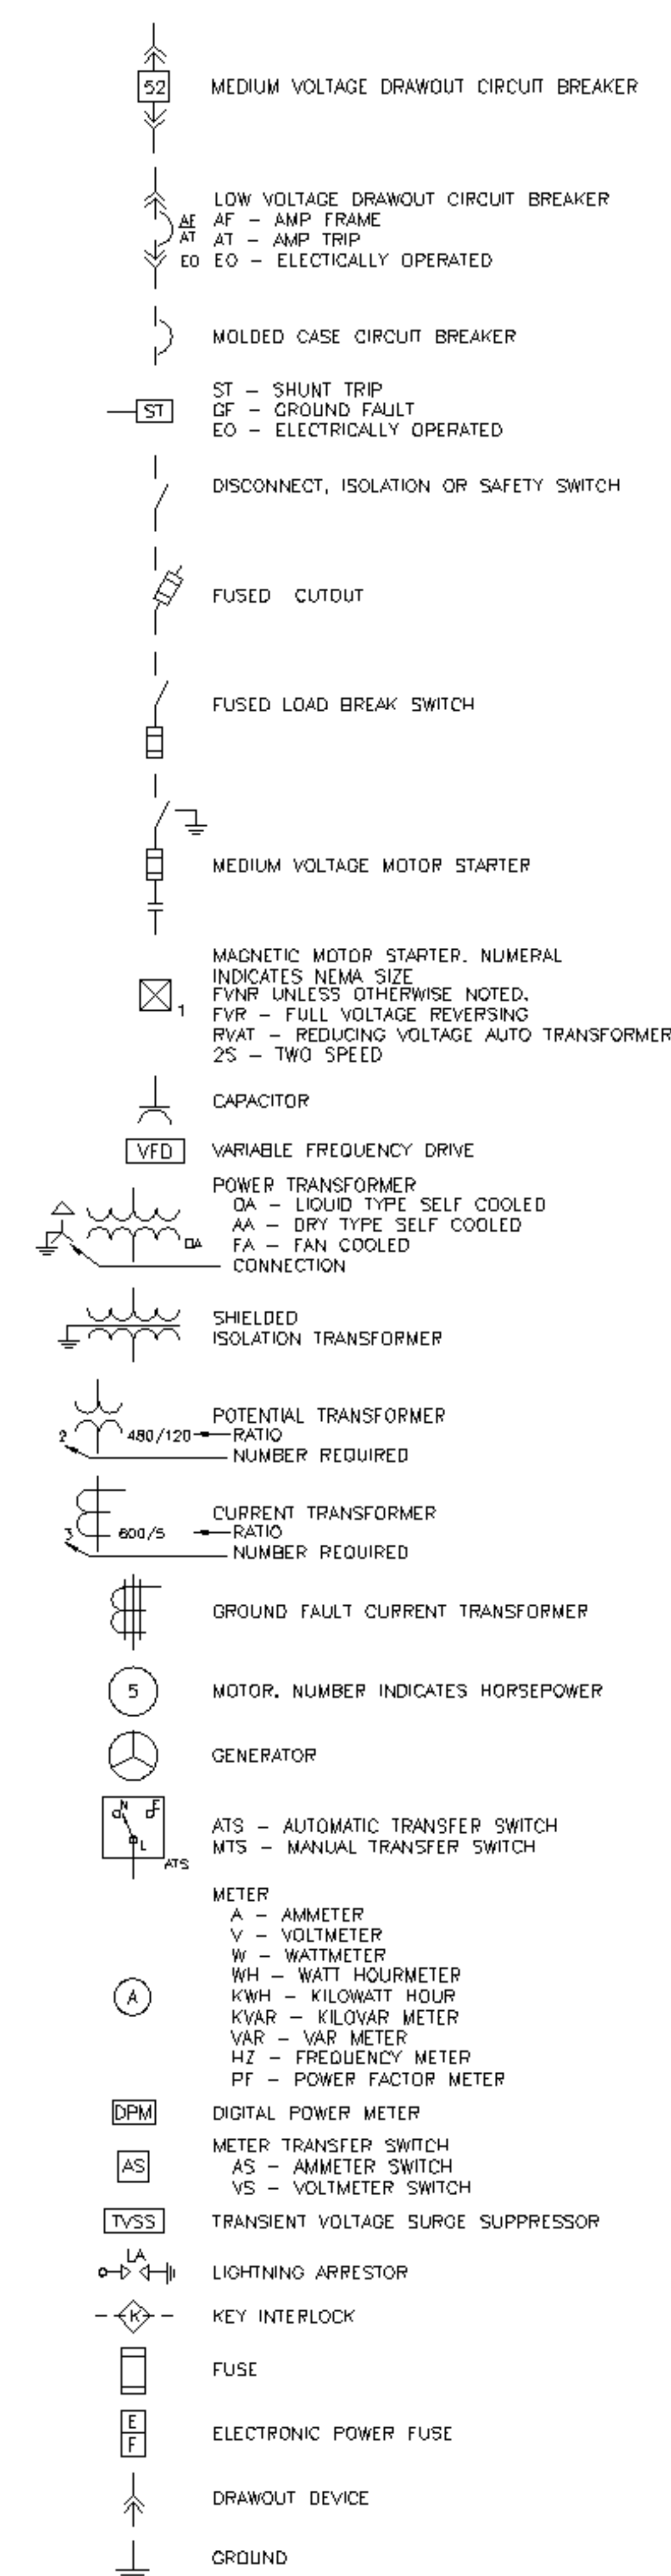 52 MEDIUM VOLTAGE DRAWOUT CIRCUIT BREAKER
LOW VOLTAGE DRAWOUT CIRCUIT BREAKER
AF AF – AMP FRAME
AT AT – AMP TRIP
EO EO – ELECTICALLY OPERATED
MOLDED CASE CIRCUIT BREAKER
ST – SHUNT TRIP
ST GF – GROUND FAULT
EO – ELECTRICALLY OPERATED
DISCONNECT, ISOLATION OR SAFETY SWITCH
FUSED CUTOUT
FUSED LOAD BREAK SWITCH
MEDIUM VOLTAGE MOTOR STARTER
MAGNETIC MOTOR STARTER. NUMERAL
INDICATES NEMA SIZE
FVNR UNLESS OTHERWISE NOTED.
1 FVR – FULL VOLTAGE REVERSING
RVAT – REDUCING VOLTAGE AUTO TRANSFORMER
2S – TWO SPEED
CAPACITOR
VFD VARIABLE FREQUENCY DRIVE
POWER TRANSFORMER
OA – LIQUID TYPE SELF COOLED
AA – DRY TYPE SELF COOLED
OA FA – FAN COOLED
CONNECTION
SHIELDED
ISOLATION TRANSFORMER
POTENTIAL TRANSFORMER
2 480/120 RATIO
NUMBER REQUIRED
CURRENT TRANSFORMER
3 600/5 RATIO
NUMBER REQUIRED
GROUND FAULT CURRENT TRANSFORMER
5 MOTOR. NUMBER INDICATES HORSEPOWER
GENERATOR
N E
ATS – AUTOMATIC TRANSFER SWITCH
L MTS – MANUAL TRANSFER SWITCH
ATS
METER
A – AMMETER
V – VOLTMETER
W – WATTMETER
WH – WATT HOURMETER
A KWH – KILOWATT HOUR
KVAR – KILOVAR METER
VAR – VAR METER
HZ – FREQUENCY METER
PF – POWER FACTOR METER
DPM DIGITAL POWER METER
METER TRANSFER SWITCH
AS AS – AMMETER SWITCH
VS – VOLTMETER SWITCH
TVSS TRANSIENT VOLTAGE SURGE SUPPRESSOR
LA
LIGHTNING ARRESTOR
K KEY INTERLOCK
FUSE
E
F ELECTRONIC POWER FUSE
DRAWOUT DEVICE
GROUND